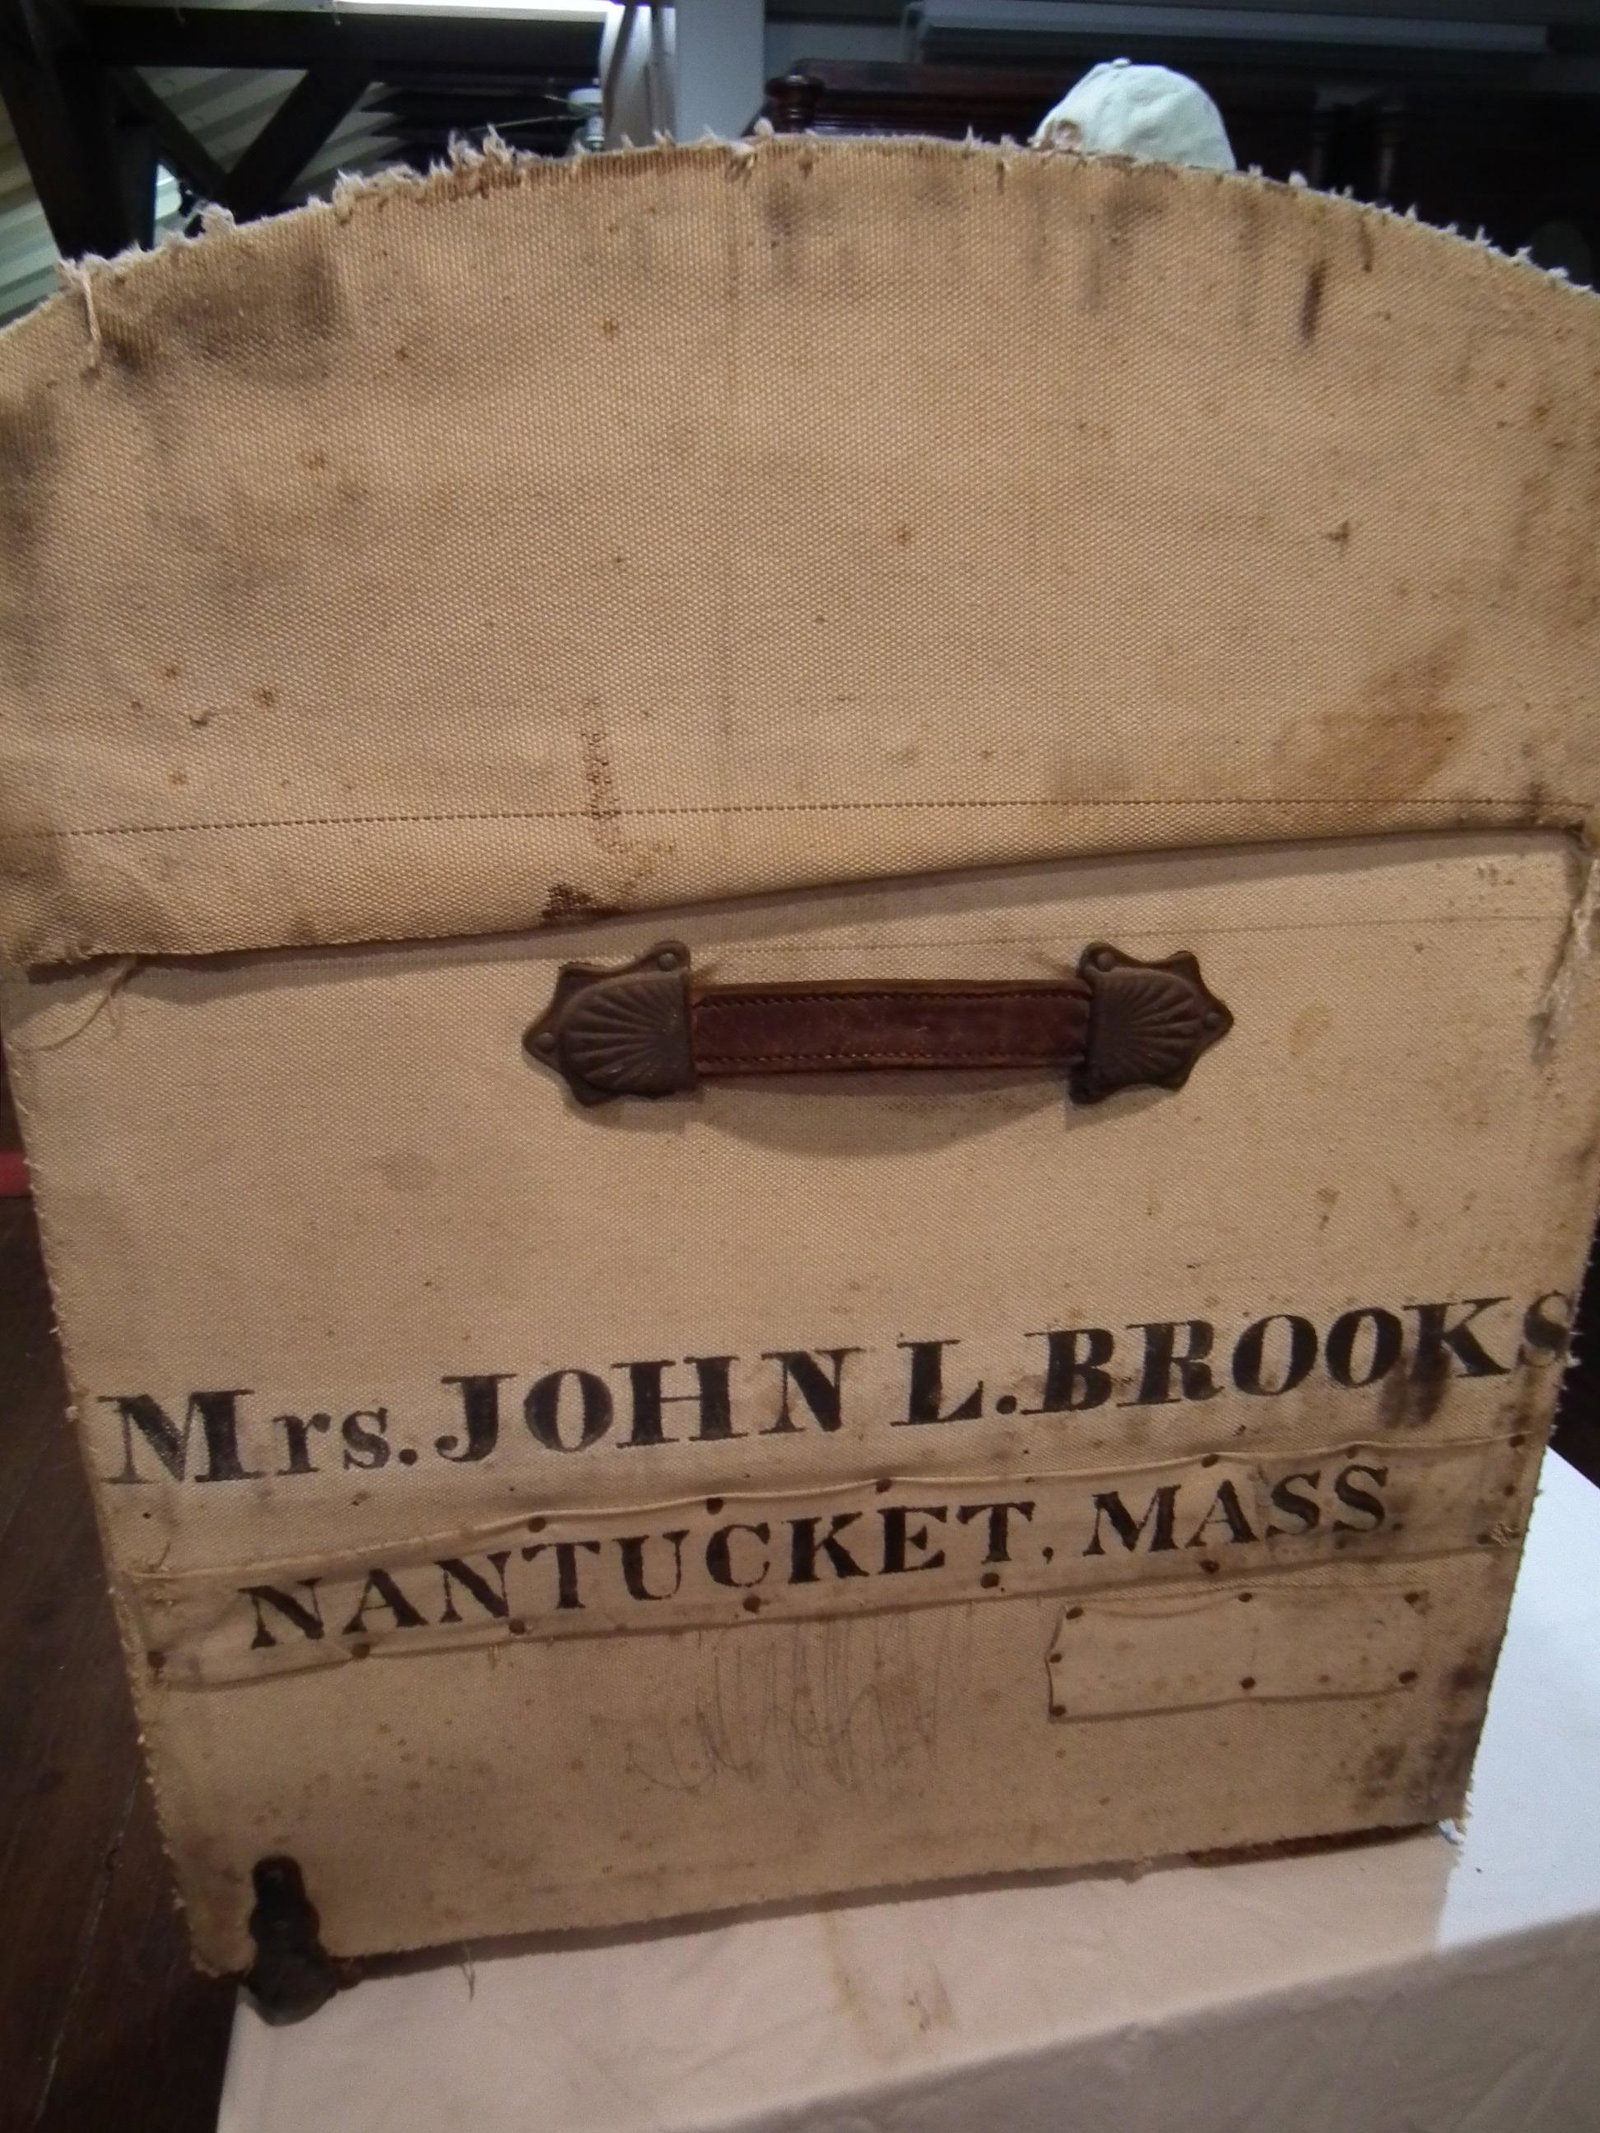 Mrs. JOHN L. BROOKS
NANTUCKET, MASS.